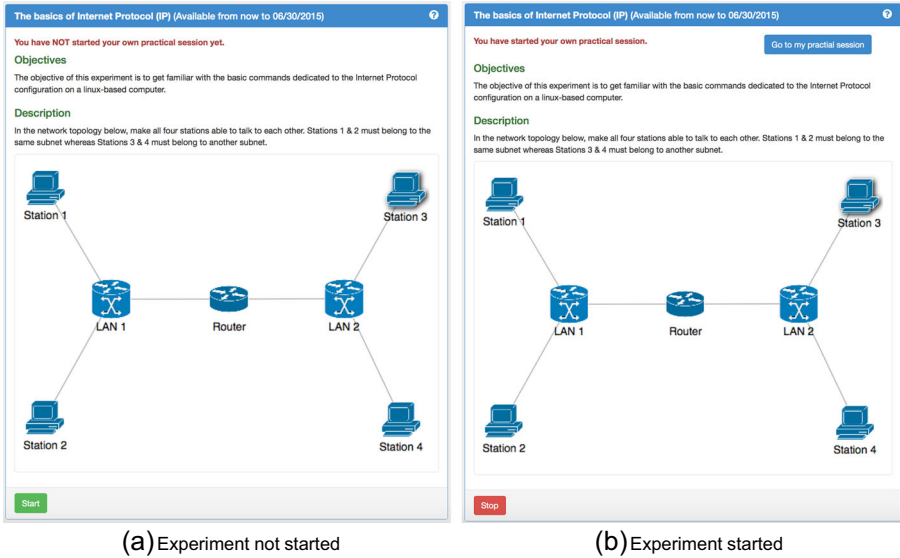 The basics of Internet Protocol (IP) (Available from now to 06/30/2015) ?
You have NOT started your own practical session yet.
Objectives
The objective of this experiment is to get familiar with the basic commands dedicated to the Internet Protocol
configuration on a linux-based computer.
Description
In the network topology below, make all four stations able to talk to each other. Stations 1 & 2 must belong to the
same subnet whereas Stations 3 & 4 must belong to another subnet.
Station 1
Station 3
LAN 1
Router
LAN 2
Station 2
Station 4
Start
(a) Experiment not started
The basics of Internet Protocol (IP) (Available from now to 06/30/2015) ?
You have started your own practical session.
Go to my practial session
Objectives
The objective of this experiment is to get familiar with the basic commands dedicated to the Internet Protocol
configuration on a linux-based computer.
Description
In the network topology below, make all four stations able to talk to each other. Stations 1 & 2 must belong to the
same subnet whereas Stations 3 & 4 must belong to another subnet.
Station 1
Station 3
LAN 1
Router
LAN 2
Station 2
Station 4
Stop
(b) Experiment started